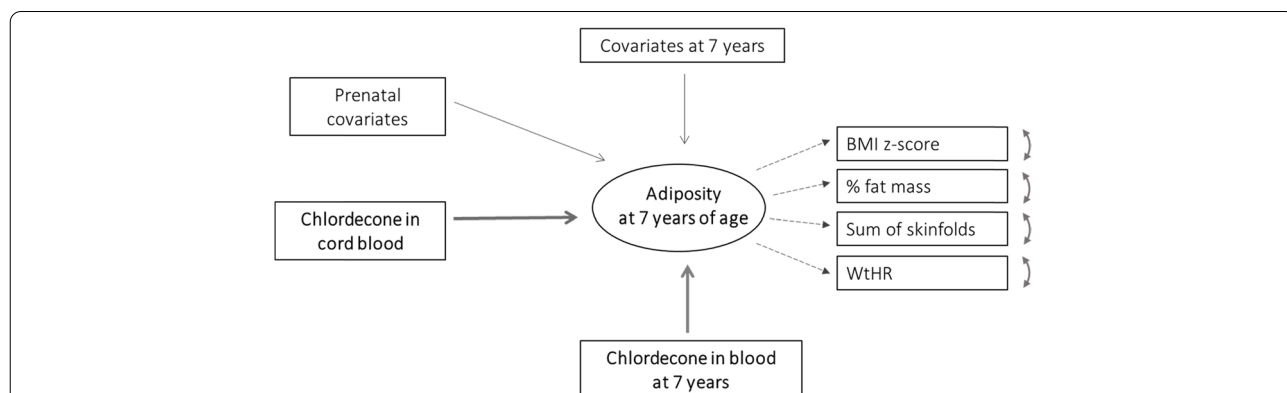 Covariates at 7 years
Prenatal
covariates
Chlordecone in
cord blood
Adiposity
at 7 years of age
BMI z-score
% fat mass
Sum of skinfolds
WtHR
Chlordecone in blood
at 7 years